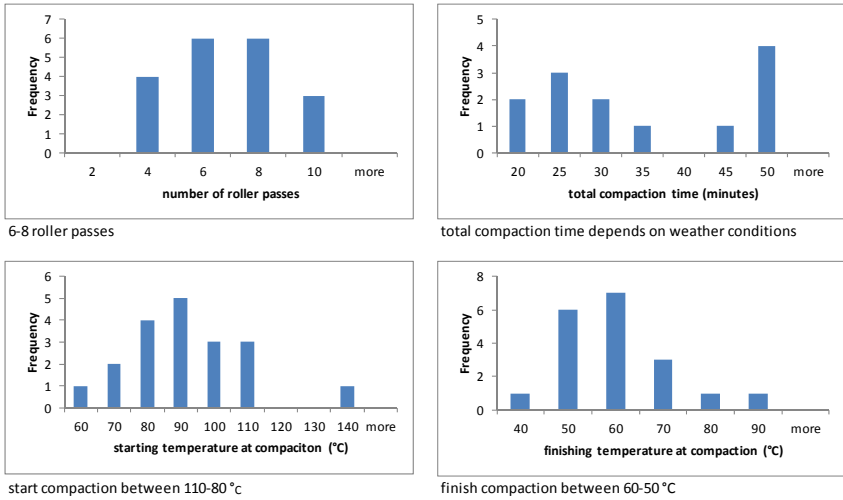 7
6
5
4
3
2
1
0
Frequency
2 4 6 8 10 more
number of roller passes
6-8 roller passes
5
4
3
2
1
0
Frequency
20 25 30 35 40 45 50 more
total compaction time (minutes)
total compaction time depends on weather conditions
6
5
4
3
2
1
0
Frequency
60 70 80 90 100 110 120 130 140 more
starting temperature at compaciton (°C)
start compaction between 110-80 °C
8
6
4
2
0
Frequency
40 50 60 70 80 90 more
finishing temperature at compaction (°C)
finish compaction between 60-50 °C